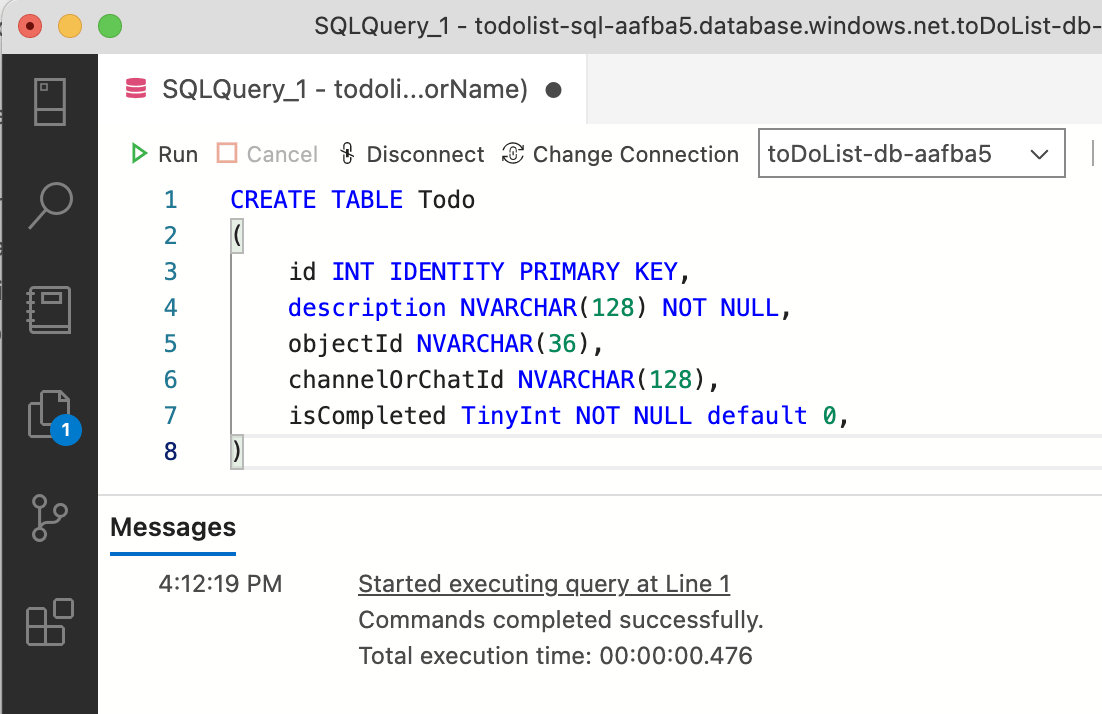 SQLQuery_1 - todolist-sql-aafba5.database.windows.net.toDoList-db-
SQLQuery_1 - todoli...orName)
Run Cancel Disconnect Change Connection toDoList-db-aafba5
1 CREATE TABLE Todo
2 (
3 id INT IDENTITY PRIMARY KEY,
4 description NVARCHAR(128) NOT NULL,
5 objectId NVARCHAR(36),
6 channelOrChatId NVARCHAR(128),
7 isCompleted TinyInt NOT NULL default 0,
8 )
1
Messages
4:12:19 PM Started executing query at Line 1
Commands completed successfully.
Total execution time: 00:00:00.476